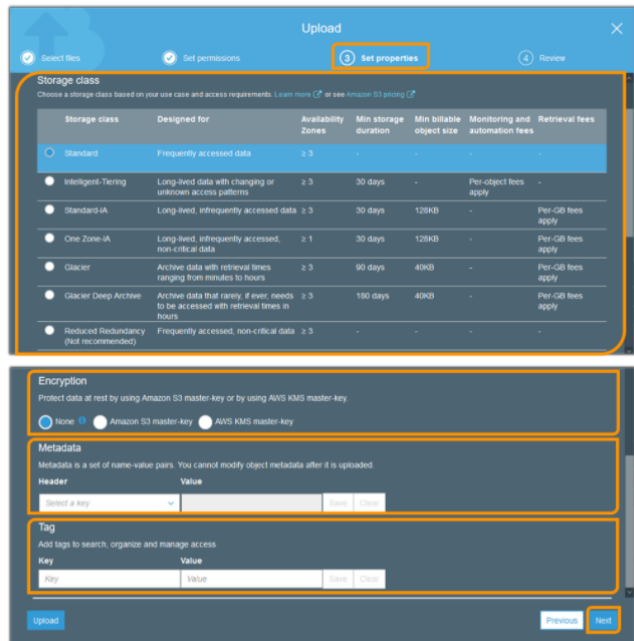 Upload
Select files
Set permissions
3 Set properties
4 Review
Storage class
Choose a storage class based on your use case and access requirements. Learn more or see Amazon S3 pricing
Storage class Designed for Availability Zones Min storage duration Min billable object size Monitoring and automation fees Retrieval fees
Standard Frequently accessed data ≥ 3 - - - -
Intelligent-Tiering Long-lived data with changing or unknown access patterns ≥ 3 30 days - Per-object fees apply -
Standard-IA Long-lived, infrequently accessed data ≥ 3 30 days 128KB - Per-GB fees apply
One Zone-IA Long-lived, infrequently accessed, non-critical data ≥ 1 30 days 128KB - Per-GB fees apply
Glacier Archive data with retrieval times ranging from minutes to hours ≥ 3 90 days 40KB - Per-GB fees apply
Glacier Deep Archive Archive data that rarely, if ever, needs to be accessed with retrieval times in hours ≥ 3 180 days 40KB - Per-GB fees apply
Reduced Redundancy (Not recommended) Frequently accessed, non-critical data ≥ 3 - - - -
Encryption
Protect data at rest by using Amazon S3 master-key or by using AWS KMS master-key.
None Amazon S3 master-key AWS KMS master-key
Metadata
Metadata is a set of name-value pairs. You cannot modify object metadata after it is uploaded.
Header Value
Select a key Save Clear
Tag
Add tags to search, organize and manage access
Key Value
Key Value Save Clear
Upload Previous Next